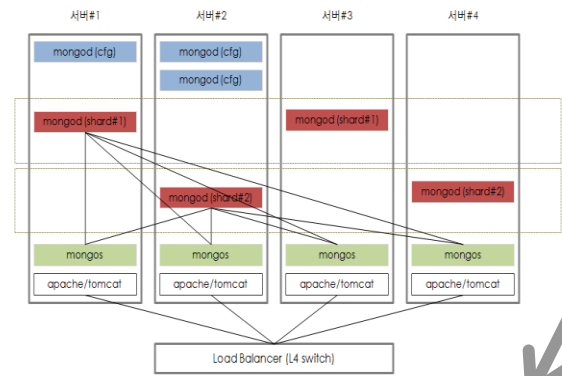 서버#1 서버#2 서버#3 서버#4
mongod (cfg) mongod (cfg)
mongod (cfg)
mongod (shard#1) mongod (shard#1)
mongod (shard#2) mongod (shard#2)
mongos mongos mongos mongos
apache/tomcat apache/tomcat apache/tomcat apache/tomcat
Load Balancer (L4 switch)